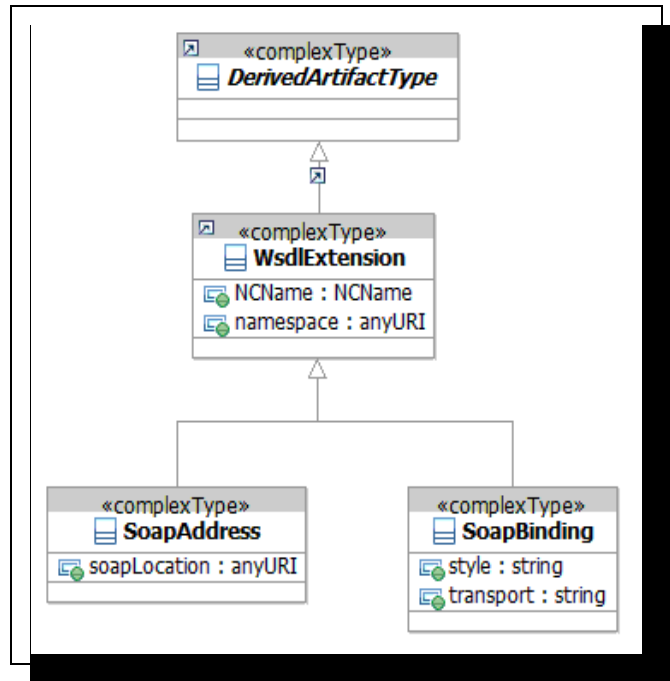 «complexType»
DerivedArtifactType
«complexType»
WsdlExtension
NCName : NCName
namespace : anyURI
«complexType»
SoapAddress
soapLocation : anyURI
«complexType»
SoapBinding
style : string
transport : string